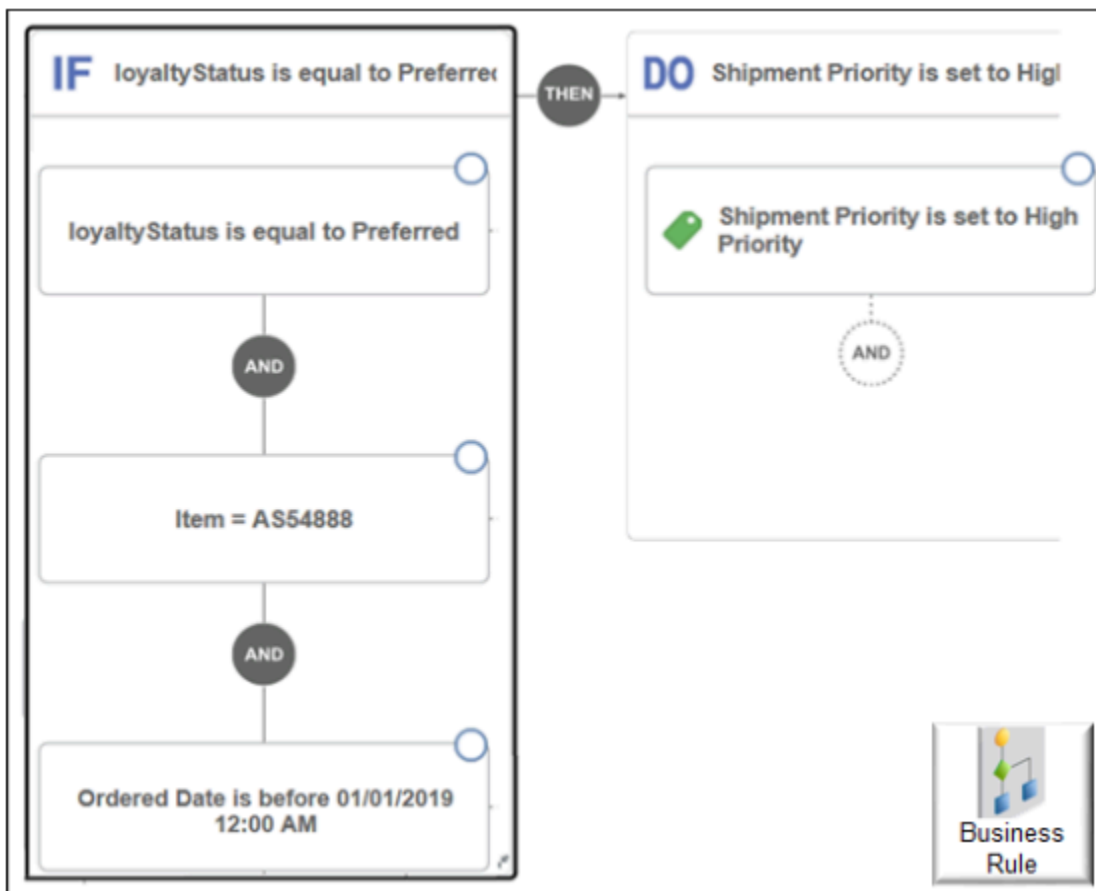 IF loyaltyStatus is equal to Preferred
THEN
DO Shipment Priority is set to High
loyaltyStatus is equal to Preferred
Shipment Priority is set to High
Priority
AND
AND
Item = AS54888
AND
Ordered Date is before 01/01/2019
12:00 AM
Business
Rule